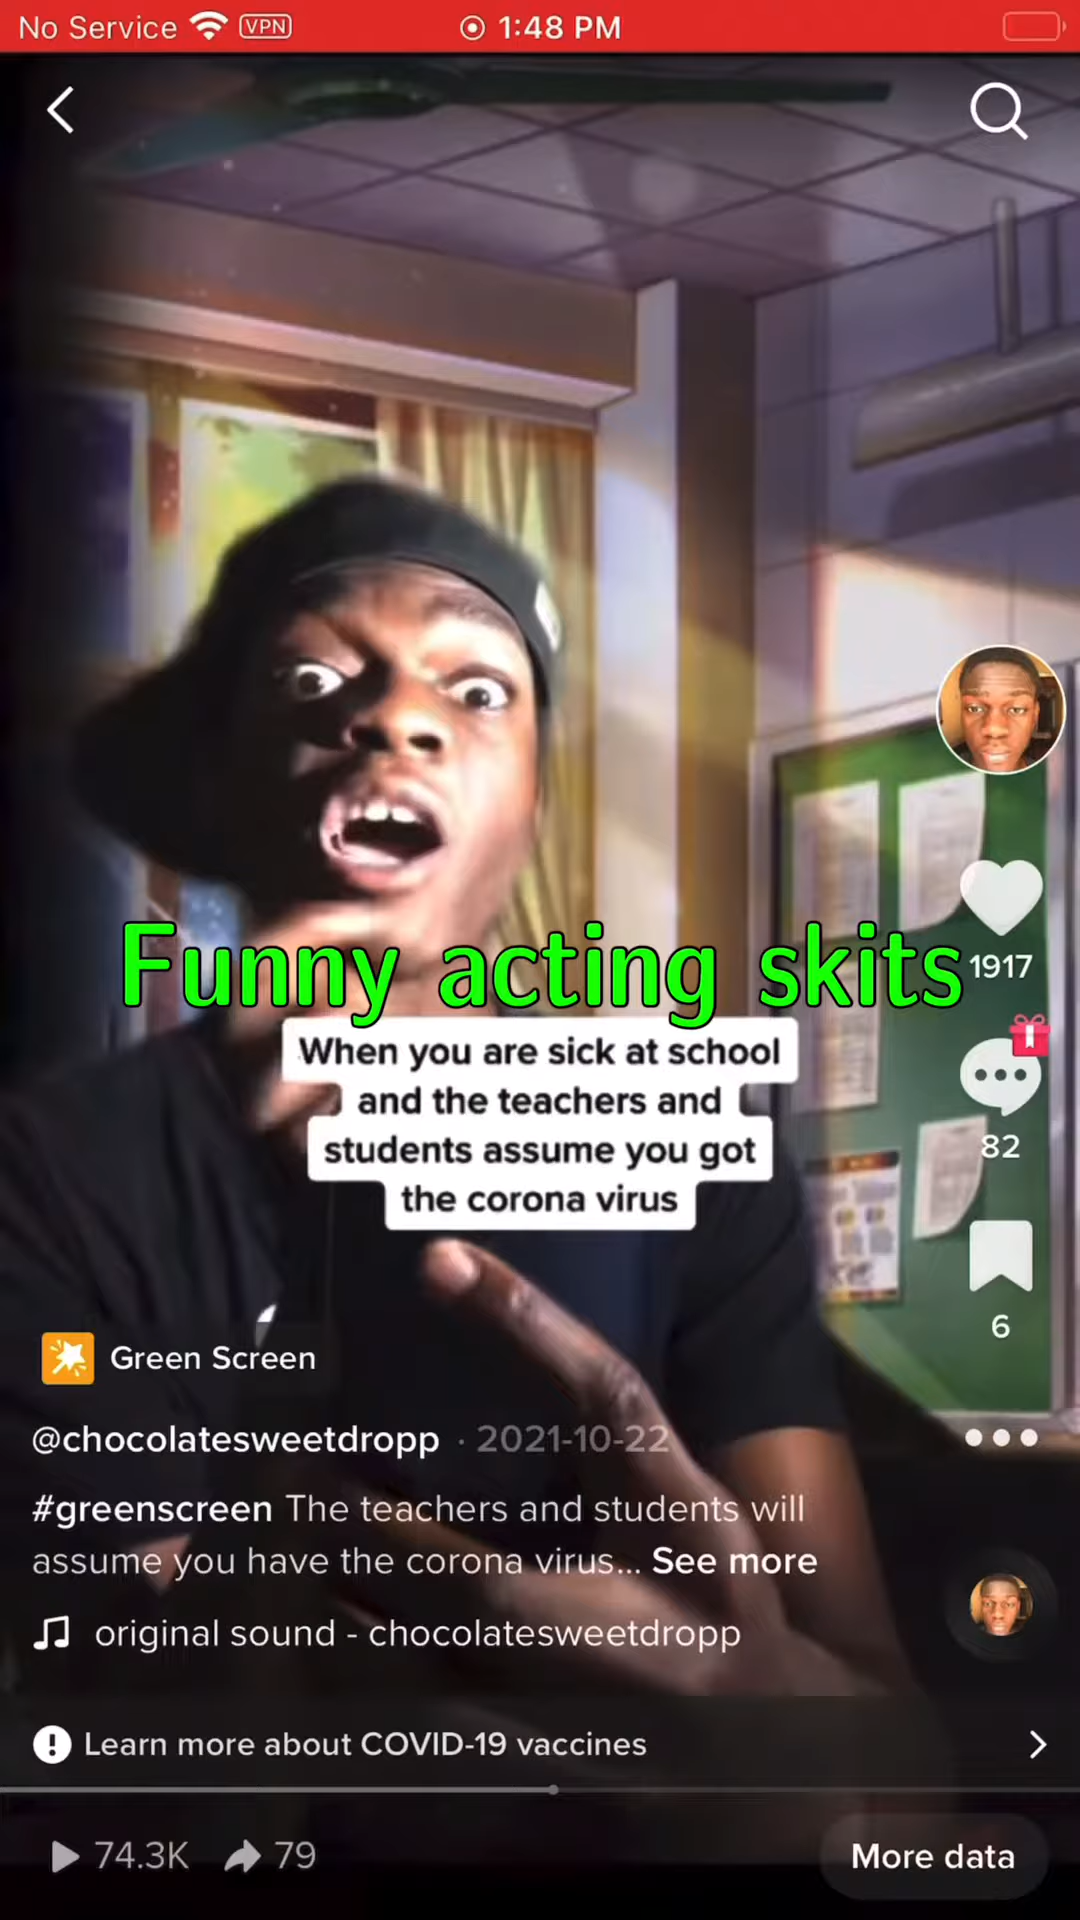 No Service VPN 1:48 PM
Funny acting skits
When you are sick at school
and the teachers and
students assume you got
the corona virus
1917
82
6
Green Screen
@chocolatesweetdropp · 2021-10-22
#greenscreen The teachers and students will
assume you have the corona virus... See more
original sound - chocolatesweetdropp
Learn more about COVID-19 vaccines
74.3K 79 More data